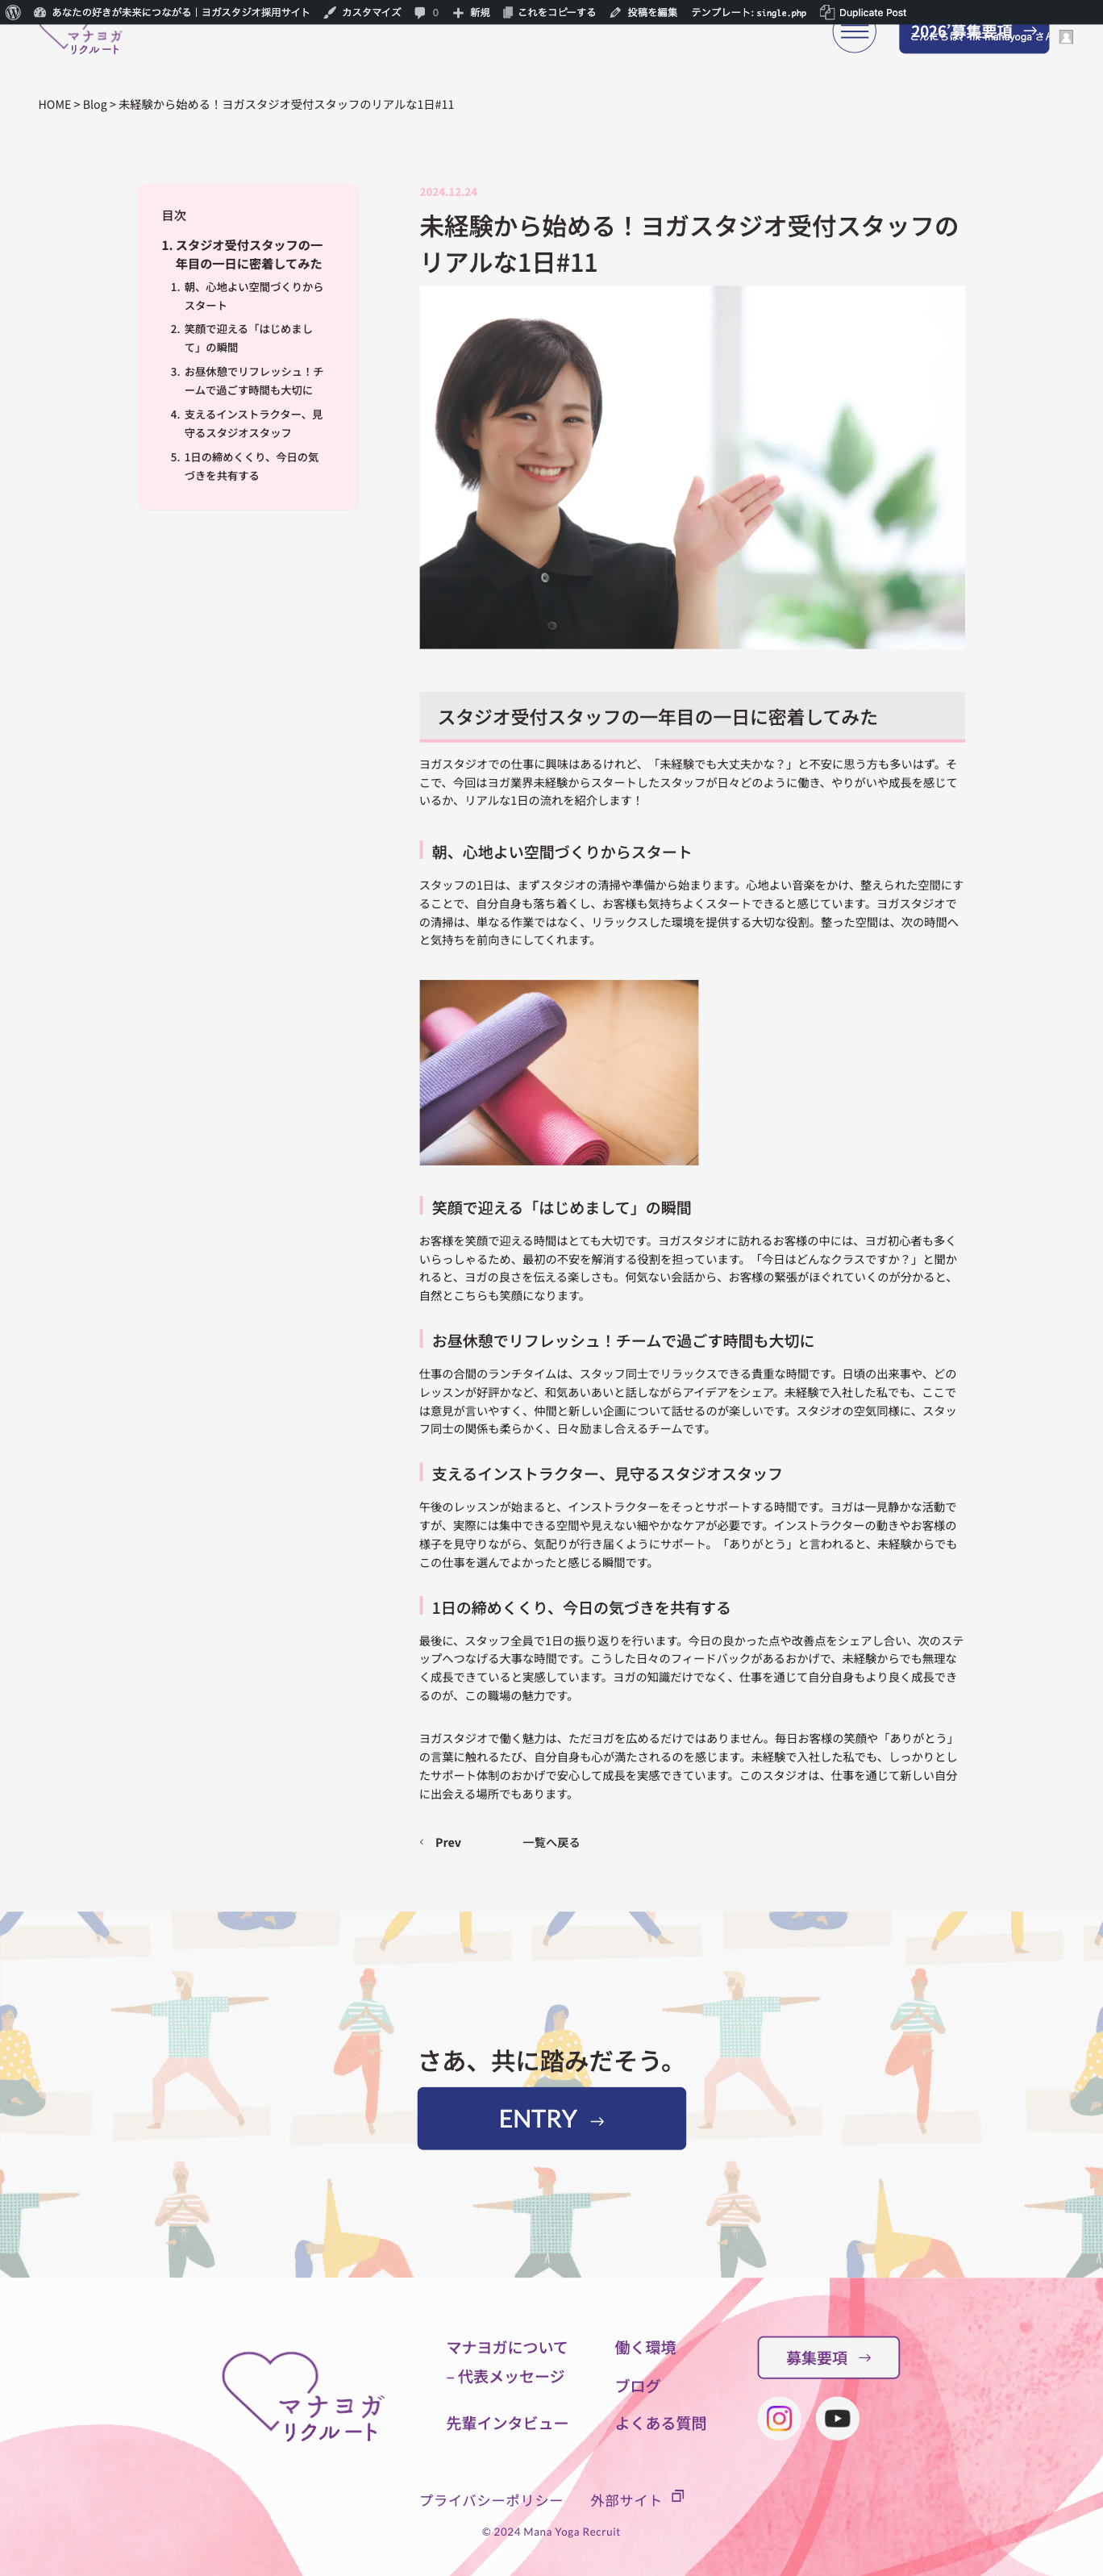 あなたの好きが未来につながる｜ヨガスタジオ採用サイト カスタマイズ 0 新規 これをコピーする 投稿を編集 テンプレート: single.php Duplicate Post
マナヨガ
リクルート
2026'募集要項 →
HOME > Blog > 未経験から始める！ヨガスタジオ受付スタッフのリアルな1日#11
目次
1. スタジオ受付スタッフの一
年目の一日に密着してみた
1. 朝、心地よい空間づくりから
スタート
2. 笑顔で迎える「はじめまし
て」の瞬間
3. お昼休憩でリフレッシュ！チ
ームで過ごす時間も大切に
4. 支えるインストラクター、見
守るスタジオスタッフ
5. 1日の締めくくり、今日の気
づきを共有する
2024.12.24
未経験から始める！ヨガスタジオ受付スタッフの
リアルな1日#11
スタジオ受付スタッフの一年目の一日に密着してみた
ヨガスタジオでの仕事に興味はあるけれど、「未経験でも大丈夫かな？」と不安に思う方も多いはず。そ
こで、今回はヨガ業界未経験からスタートしたスタッフが日々どのように働き、やりがいや成長を感じて
いるか、リアルな1日の流れを紹介します！
朝、心地よい空間づくりからスタート
スタッフの1日は、まずスタジオの清掃や準備から始まります。心地よい音楽をかけ、整えられた空間にす
ることで、自分自身も落ち着くし、お客様も気持ちよくスタートできると感じています。ヨガスタジオで
の清掃は、単なる作業ではなく、リラックスした環境を提供する大切な役割。整った空間は、次の時間へ
と気持ちを前向きにしてくれます。
笑顔で迎える「はじめまして」の瞬間
お客様を笑顔で迎える時間はとても大切です。ヨガスタジオに訪れるお客様の中には、ヨガ初心者も多く
いらっしゃるため、最初の不安を解消する役割を担っています。「今日はどんなクラスですか？」と聞か
れると、ヨガの良さを伝える楽しさも。何気ない会話から、お客様の緊張がほぐれていくのが分かると、
自然とこちらも笑顔になります。
お昼休憩でリフレッシュ！チームで過ごす時間も大切に
仕事の合間のランチタイムは、スタッフ同士でリラックスできる貴重な時間です。日頃の出来事や、どの
レッスンが好評かなど、和気あいあいと話しながらアイデアをシェア。未経験で入社した私でも、ここで
は意見が言いやすく、仲間と新しい企画について話せるのが楽しいです。スタジオの空気同様に、スタッ
フ同士の関係も柔らかく、日々励まし合えるチームです。
支えるインストラクター、見守るスタジオスタッフ
午後のレッスンが始まると、インストラクターをそっとサポートする時間です。ヨガは一見静かな活動で
すが、実際には集中できる空間や見えない細やかなケアが必要です。インストラクターの動きやお客様の
様子を見守りながら、気配りが行き届くようにサポート。「ありがとう」と言われると、未経験からでも
この仕事を選んでよかったと感じる瞬間です。
1日の締めくくり、今日の気づきを共有する
最後に、スタッフ全員で1日の振り返りを行います。今日の良かった点や改善点をシェアし合い、次のステ
ップへつなげる大事な時間です。こうした日々のフィードバックがあるおかげで、未経験からでも無理な
く成長できていると実感しています。ヨガの知識だけでなく、仕事を通じて自分自身もより良く成長でき
るのが、この職場の魅力です。
ヨガスタジオで働く魅力は、ただヨガを広めるだけではありません。毎日お客様の笑顔や「ありがとう」
の言葉に触れるたび、自分自身も心が満たされるのを感じます。未経験で入社した私でも、しっかりとし
たサポート体制のおかげで安心して成長を実感できています。このスタジオは、仕事を通じて新しい自分
に出会える場所でもあります。
‹ Prev 一覧へ戻る
さあ、共に踏みだそう。
ENTRY →
マナヨガ
リクルート
マナヨガについて
– 代表メッセージ
先輩インタビュー
働く環境
ブログ
よくある質問
募集要項 →
プライバシーポリシー 外部サイト
© 2024 Mana Yoga Recruit